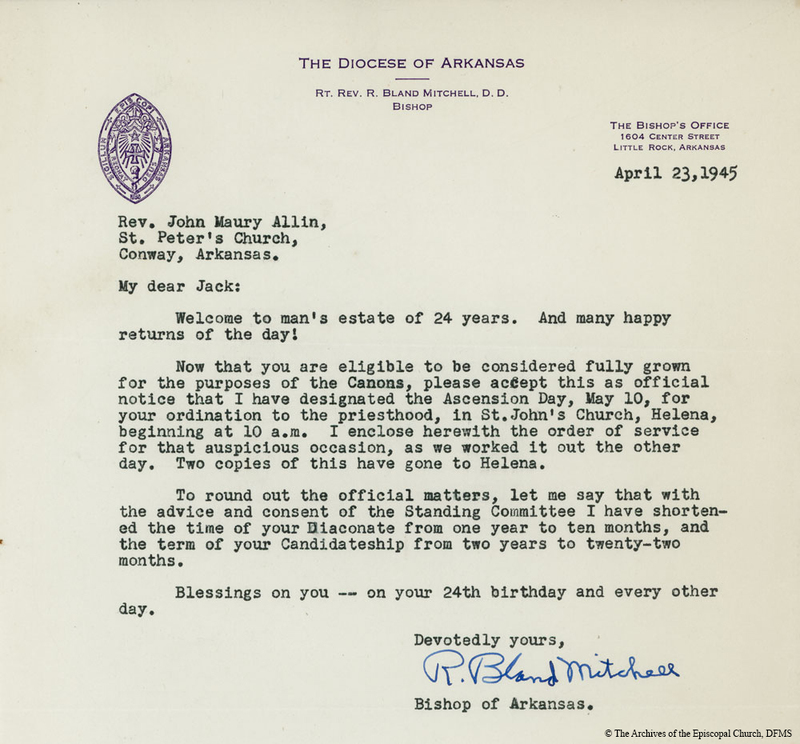 THE DIOCESE OF ARKANSAS
RT. REV. R. BLAND MITCHELL, D. D.
BISHOP
THE BISHOP'S OFFICE
1604 CENTER STREET
LITTLE ROCK, ARKANSAS
April 23,1945
Rev. John Maury Allin,
St. Peter's Church,
Conway, Arkansas.
My dear Jack:
Welcome to man's estate of 24 years. And many happy
returns of the day!
Now that you are eligible to be considered fully grown
for the purposes of the Canons, please accept this as official
notice that I have designated the Ascension Day, May 10, for
your ordination to the priesthood, in St.John's Church, Helena,
beginning at 10 a.m. I enclose herewith the order of service
for that auspicious occasion, as we worked it out the other
day. Two copies of this have gone to Helena.
To round out the official matters, let me say that with
the advice and consent of the Standing Committee I have shorten-
ed the time of your Diaconate from one year to ten months, and
the term of your Candidateship from two years to twenty-two
months.
Blessings on you -- on your 24th birthday and every other
day.
Devotedly yours,
R. Bland Mitchell
Bishop of Arkansas.
© The Archives of the Episcopal Church, DFMS